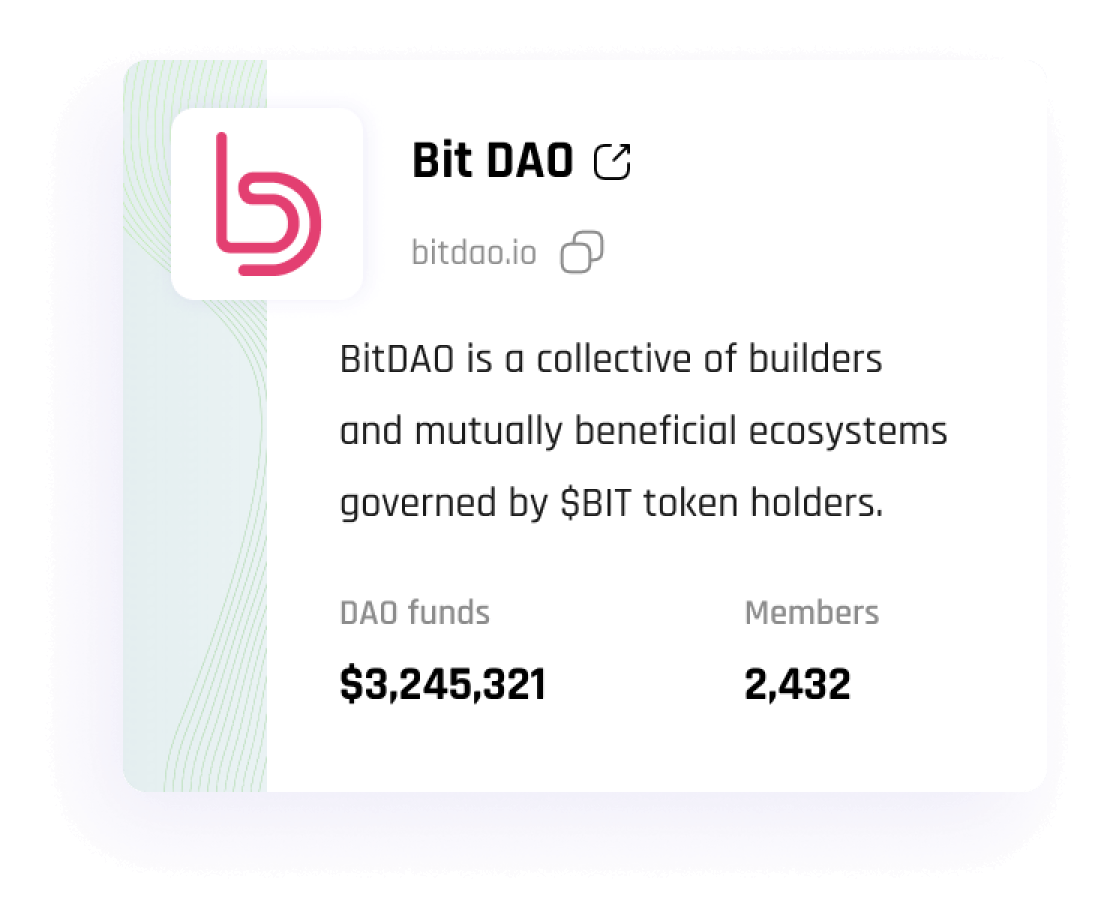 Bit DAO
bitdao.io
BitDAO is a collective of builders
and mutually beneficial ecosystems
governed by $BIT token holders.
DAO funds
Members
$3,245,321
2,432